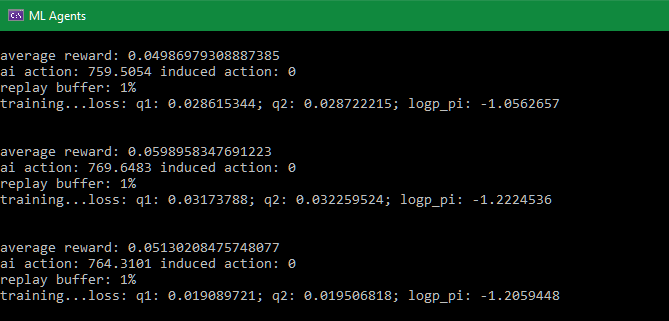 ML Agents
average reward: 0.04986979308887385
ai action: 759.5054 induced action: 0
replay buffer: 1%
training...loss: q1: 0.028615344; q2: 0.028722215; logp_pi: -1.0562657
average reward: 0.0598958347691223
ai action: 769.6483 induced action: 0
replay buffer: 1%
training...loss: q1: 0.03173788; q2: 0.032259524; logp_pi: -1.2224536
average reward: 0.05130208475748077
ai action: 764.3101 induced action: 0
replay buffer: 1%
training...loss: q1: 0.019089721; q2: 0.019506818; logp_pi: -1.2059448